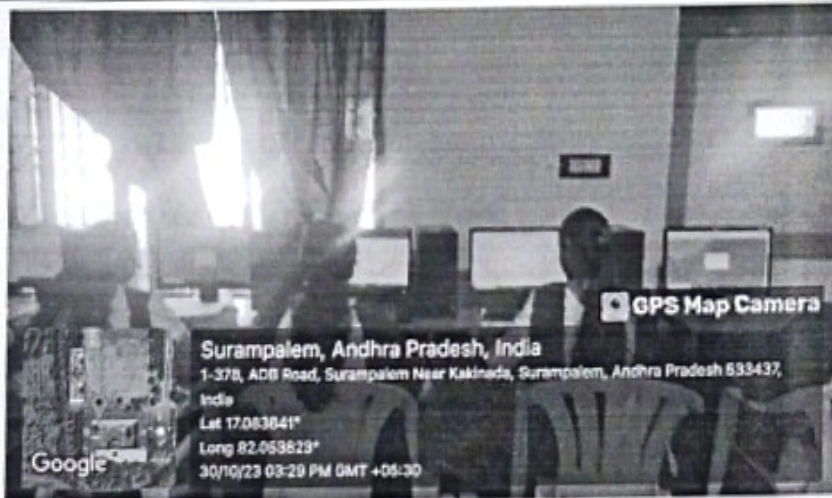 GPS Map Camera
Surampalem, Andhra Pradesh, India
1-378, ADB Road, Surampalem Near Kakinada, Surampalem, Andhra Pradesh 533437,
India
Lat 17.083841°
Long 82.053823°
30/10/23 03:29 PM GMT +05:30
Google